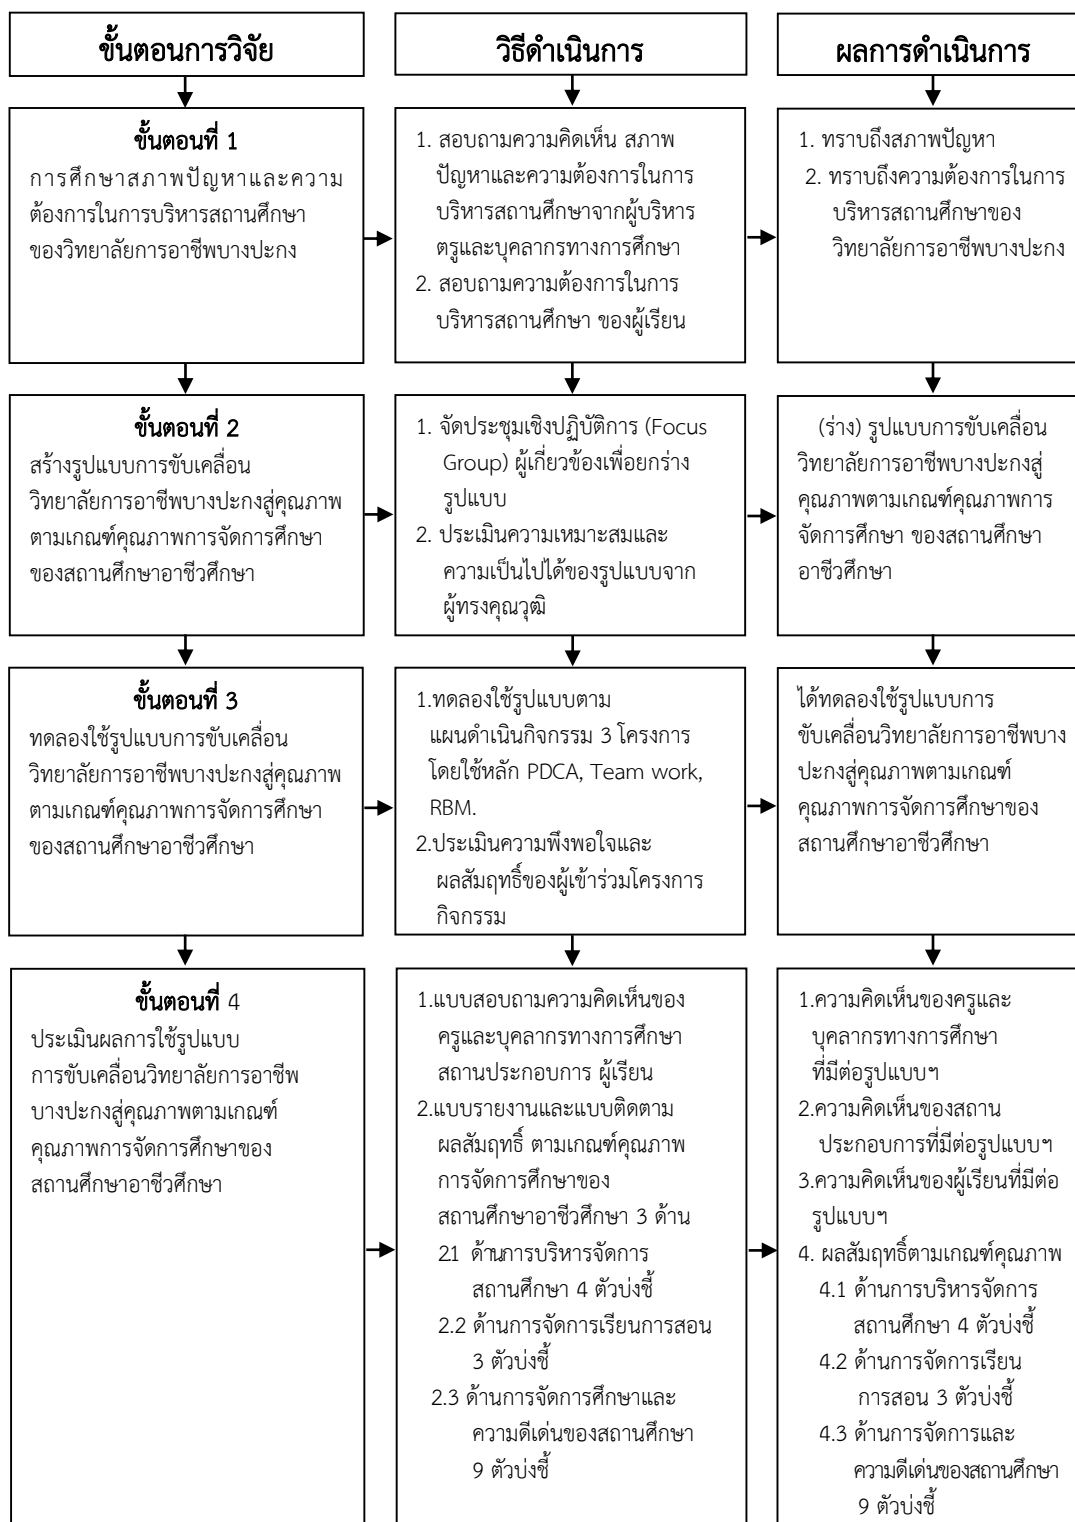 ขั้นตอนการวิจัย
วิธีดำเนินการ
ผลการดำเนินการ
ขั้นตอนที่ 1
การศึกษาสภาพปัญหาและความ
ต้องการในการบริหารสถานศึกษา
ของวิทยาลัยการอาชีพบางปะกง
1. สอบถามความคิดเห็น สภาพ
ปัญหาและความต้องการในการ
บริหารสถานศึกษาจากผู้บริหาร
ตรูและบุคลากรทางการศึกษา
2. สอบถามความต้องการในการ
บริหารสถานศึกษา ของผู้เรียน
1. ทราบถึงสภาพปัญหา
2. ทราบถึงความต้องการในการ
บริหารสถานศึกษาของ
วิทยาลัยการอาชีพบางปะกง
ขั้นตอนที่ 2
สร้างรูปแบบการขับเคลื่อน
วิทยาลัยการอาชีพบางปะกงสู่คุณภาพ
ตามเกณฑ์คุณภาพการจัดการศึกษา
ของสถานศึกษาอาชีวศึกษา
1. จัดประชุมเชิงปฏิบัติการ (Focus
Group) ผู้เกี่ยวข้องเพื่อยกร่าง
รูปแบบ
2. ประเมินความเหมาะสมและ
ความเป็นไปได้ของรูปแบบจาก
ผู้ทรงคุณวุฒิ
(ร่าง) รูปแบบการขับเคลื่อน
วิทยาลัยการอาชีพบางปะกงสู่
คุณภาพตามเกณฑ์คุณภาพการ
จัดการศึกษา ของสถานศึกษา
อาชีวศึกษา
ขั้นตอนที่ 3
ทดลองใช้รูปแบบการขับเคลื่อน
วิทยาลัยการอาชีพบางปะกงสู่คุณภาพ
ตามเกณฑ์คุณภาพการจัดการศึกษา
ของสถานศึกษาอาชีวศึกษา
1.ทดลองใช้รูปแบบตาม
แผนดำเนินกิจกรรม 3 โครงการ
โดยใช้หลัก PDCA, Team work,
RBM.
2.ประเมินความพึงพอใจและ
ผลสัมฤทธิ์ของผู้เข้าร่วมโครงการ
กิจกรรม
ได้ทดลองใช้รูปแบบการ
ขับเคลื่อนวิทยาลัยการอาชีพบาง
ปะกงสู่คุณภาพตามเกณฑ์
คุณภาพการจัดการศึกษาของ
สถานศึกษาอาชีวศึกษา
ขั้นตอนที่ 4
ประเมินผลการใช้รูปแบบ
การขับเคลื่อนวิทยาลัยการอาชีพ
บางปะกงสู่คุณภาพตามเกณฑ์
คุณภาพการจัดการศึกษาของ
สถานศึกษาอาชีวศึกษา
1.แบบสอบถามความคิดเห็นของ
ครูและบุคลากรทางการศึกษา
สถานประกอบการ ผู้เรียน
2.แบบรายงานและแบบติดตาม
ผลสัมฤทธิ์ ตามเกณฑ์คุณภาพ
การจัดการศึกษาของ
สถานศึกษาอาชีวศึกษา 3 ด้าน
2.1 ด้านการบริหารจัดการ
สถานศึกษา 4 ตัวบ่งชี้
2.2 ด้านการจัดการเรียนการสอน
3 ตัวบ่งชี้
2.3 ด้านการจัดการศึกษาและ
ความดีเด่นของสถานศึกษา
9 ตัวบ่งชี้
1.ความคิดเห็นของครูและ
บุคลากรทางการศึกษา
ที่มีต่อรูปแบบฯ
2.ความคิดเห็นของสถาน
ประกอบการที่มีต่อรูปแบบฯ
3.ความคิดเห็นของผู้เรียนที่มีต่อ
รูปแบบฯ
4. ผลสัมฤทธิ์ตามเกณฑ์คุณภาพ
4.1 ด้านการบริหารจัดการ
สถานศึกษา 4 ตัวบ่งชี้
4.2 ด้านการจัดการเรียน
การสอน 3 ตัวบ่งชี้
4.3 ด้านการจัดการและ
ความดีเด่นของสถานศึกษา
9 ตัวบ่งชี้